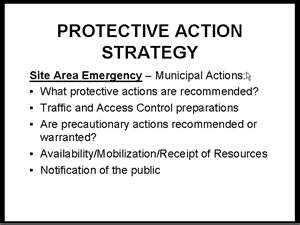 PROTECTIVE ACTION
STRATEGY
Site Area Emergency – Municipal Actions:
• What protective actions are recommended?
• Traffic and Access Control preparations
• Are precautionary actions recommended or
warranted?
• Availability/Mobilization/Receipt of Resources
• Notification of the public